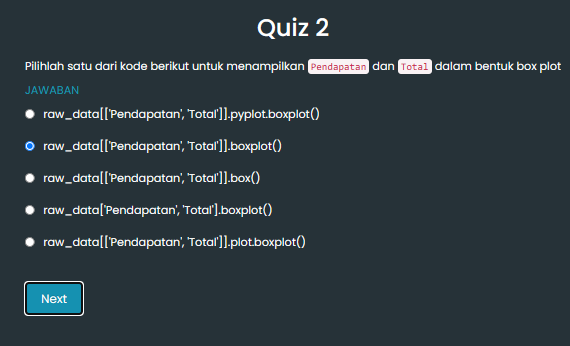 Quiz 2
Pilihlah satu dari kode berikut untuk menampilkan Pendapatan dan Total dalam bentuk box plot
JAWABAN
raw_data[['Pendapatan', 'Total']].pyplot.boxplot()
raw_data[['Pendapatan', 'Total']].boxplot()
raw_data[['Pendapatan', 'Total']].box()
raw_data['Pendapatan', 'Total'].boxplot()
raw_data[['Pendapatan', 'Total']].plot.boxplot()
Next